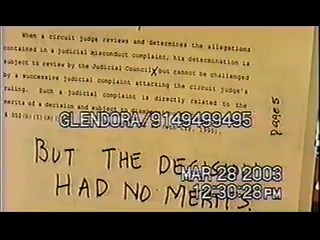 When a circuit judge reviews and determines the allegations
contained in a judicial misconduct complaint, his determination is
subject to review by the Judicial Council, but cannot be challenged
by a successive judicial complaint attacking the circuit judge's
ruling. Such a judicial complaint is directly related to the
merits of a decision and subject to
GLENDORA/9149499495
BUT THE
MAR 28 2003
HAD NO MERITS.
12:30:28 PM